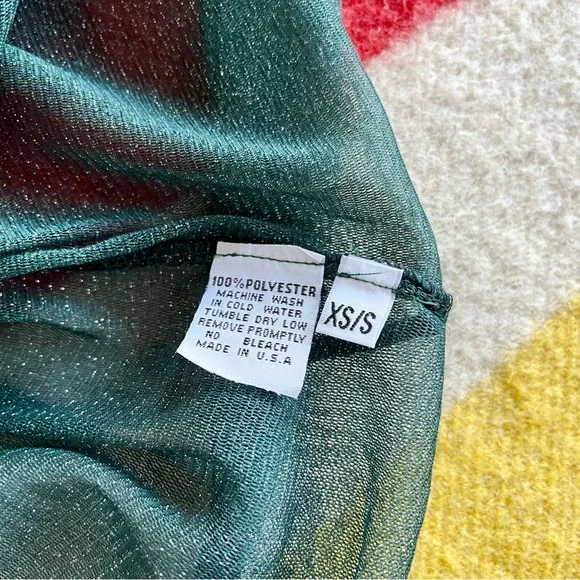 100% POLYESTER
MACHINE WASH
IN COLD WATER
TUMBLE DRY LOW
REMOVE PROMPTLY
NO BLEACH
MADE IN U.S.A
XS/S